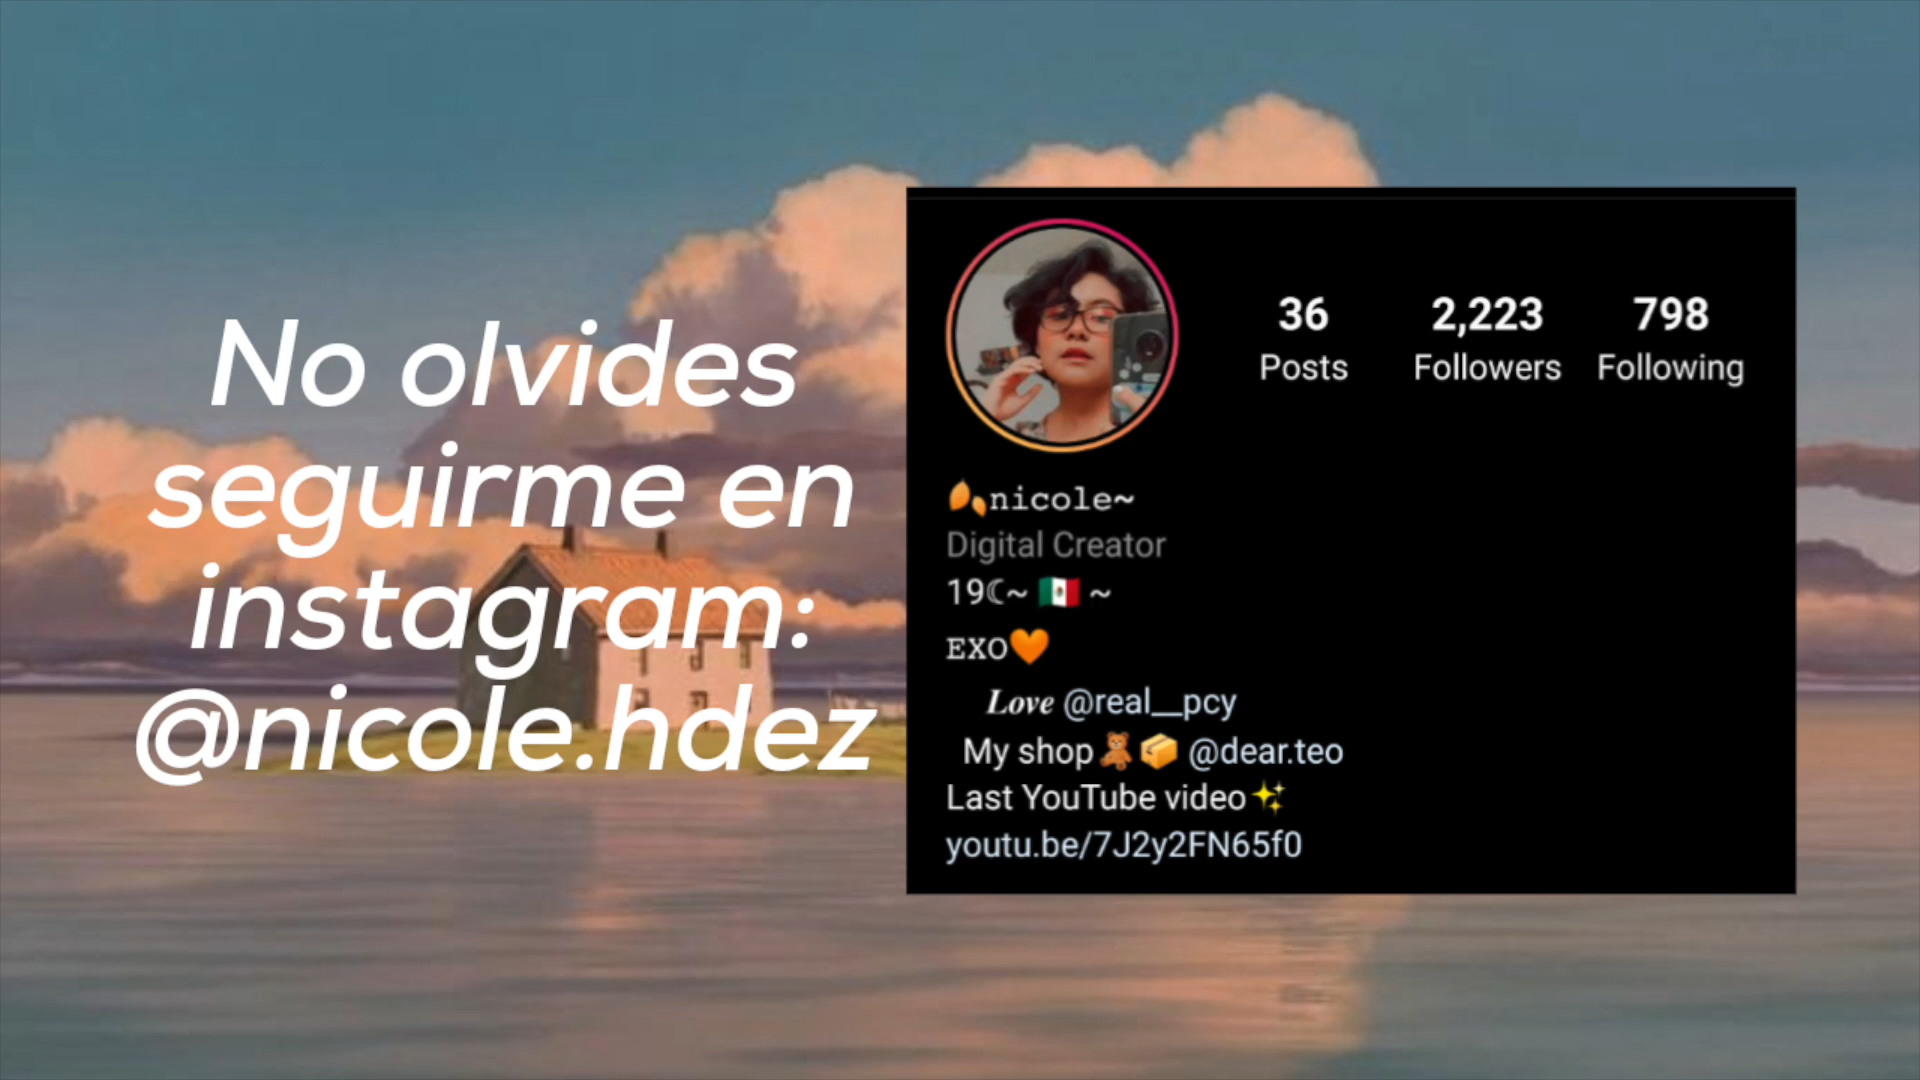 No olvides
seguirme en
instagram:
@nicole.hdez
36 2,223 798
Posts Followers Following
🍂nicole~
Digital Creator
19☾~ 🇲🇽 ~
EXO🧡
Love @real__pcy
My shop🧸📦 @dear.teo
Last YouTube video✨
youtu.be/7J2y2FN65f0